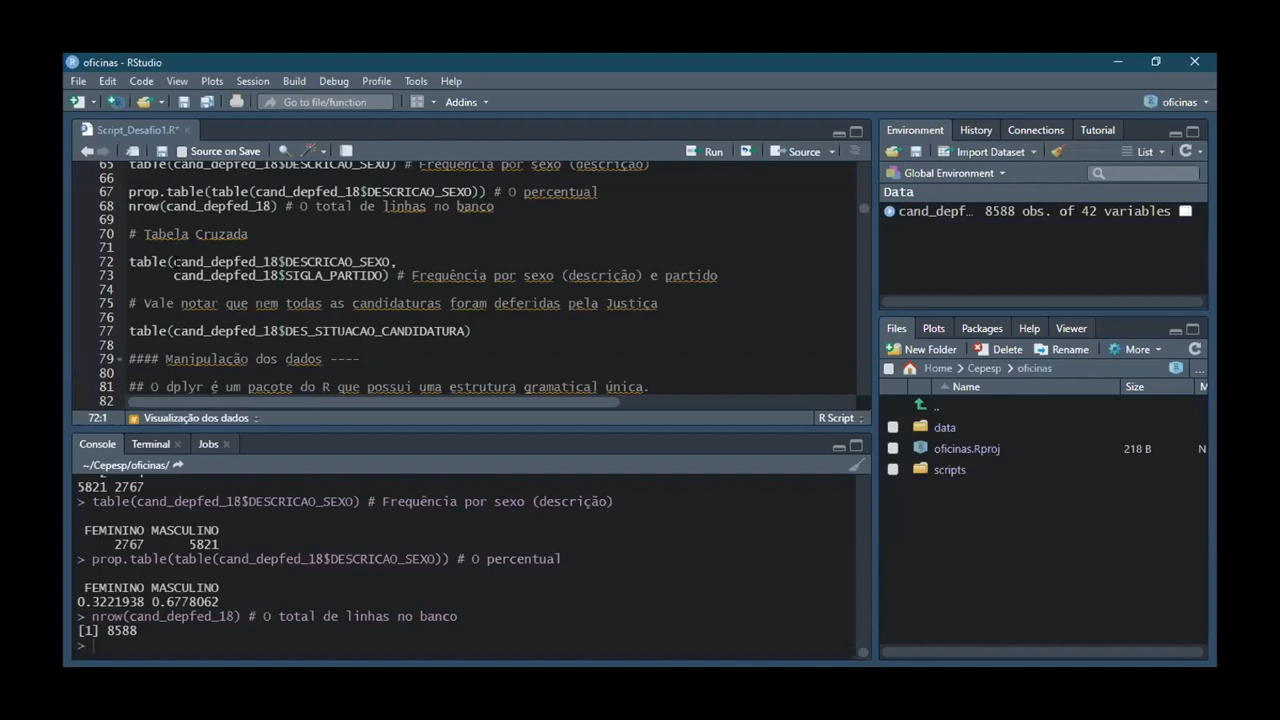 oficinas - RStudio
File Edit Code View Plots Session Build Debug Profile Tools Help
Go to file/function Addins oficinas
Script_Desafio1.R*
Source on Save Run Source
65 table(cand_depfed_18$DESCRICAO_SEXO) # Frequência por sexo (descrição)
66
67 prop.table(table(cand_depfed_18$DESCRICAO_SEXO)) # O percentual
68 nrow(cand_depfed_18) # O total de linhas no banco
69
70 # Tabela Cruzada
71
72 table(cand_depfed_18$DESCRICAO_SEXO,
73 cand_depfed_18$SIGLA_PARTIDO) # Frequência por sexo (descrição) e partido
74
75 # Vale notar que nem todas as candidaturas foram deferidas pela Justiça
76
77 table(cand_depfed_18$DES_SITUACAO_CANDIDATURA)
78
79 #### Manipulação dos dados ----
80
81 ## O dplyr é um pacote do R que possui uma estrutura gramatical única.
82
72:1 Visualização dos dados R Script
Console Terminal Jobs
~/Cepesp/oficinas/
5821 2767
> table(cand_depfed_18$DESCRICAO_SEXO) # Frequência por sexo (descrição)
FEMININO MASCULINO
2767 5821
> prop.table(table(cand_depfed_18$DESCRICAO_SEXO)) # O percentual
FEMININO MASCULINO
0.3221938 0.6778062
> nrow(cand_depfed_18) # O total de linhas no banco
[1] 8588
>
Environment History Connections Tutorial
Import Dataset List
Global Environment
Data
cand_depf… 8588 obs. of 42 variables
Files Plots Packages Help Viewer
New Folder Delete Rename More
Home Cepesp oficinas ...
Name Size M
..
data
oficinas.Rproj 218 B N
scripts